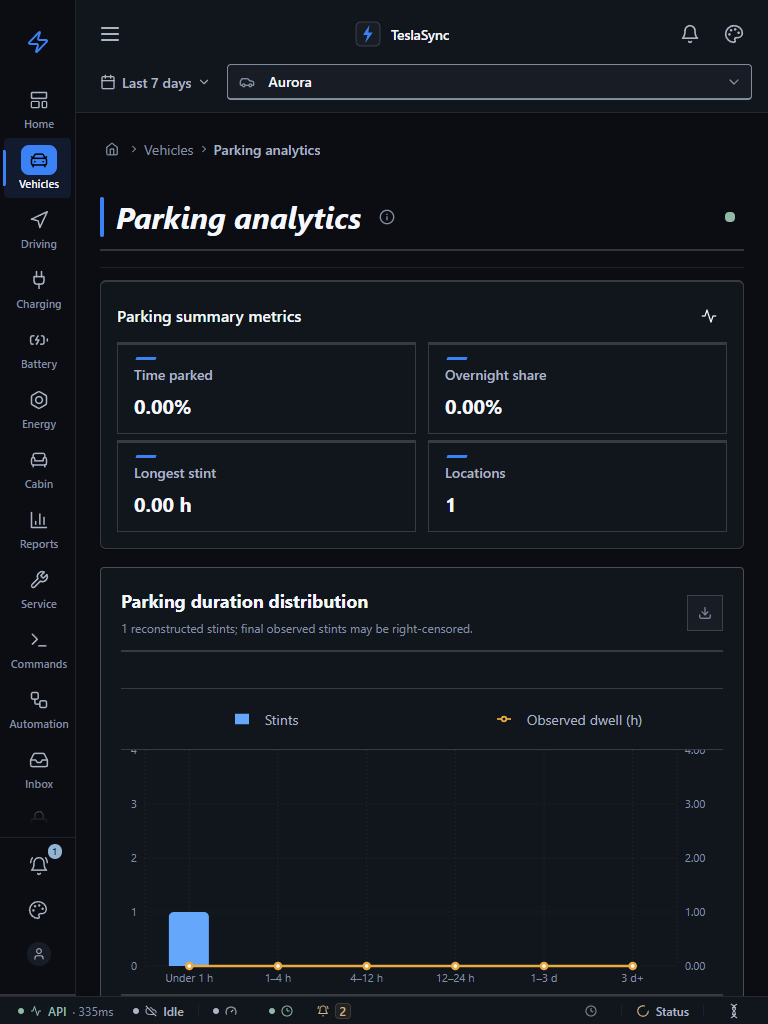 TeslaSync
Last 7 days
Aurora
Home
Vehicles
Driving
Charging
Battery
Energy
Cabin
Reports
Service
Commands
Automation
Inbox
1
Vehicles
Parking analytics
Parking analytics
Parking summary metrics
Time parked
0.00%
Overnight share
0.00%
Longest stint
0.00 h
Locations
1
Parking duration distribution
1 reconstructed stints; final observed stints may be right-censored.
Stints
Observed dwell (h)
4
4.00
3
3.00
2
2.00
1
1.00
0
0.00
Under 1 h
1–4 h
4–12 h
12–24 h
1–3 d
3 d+
API · 335ms
Idle
2
Status